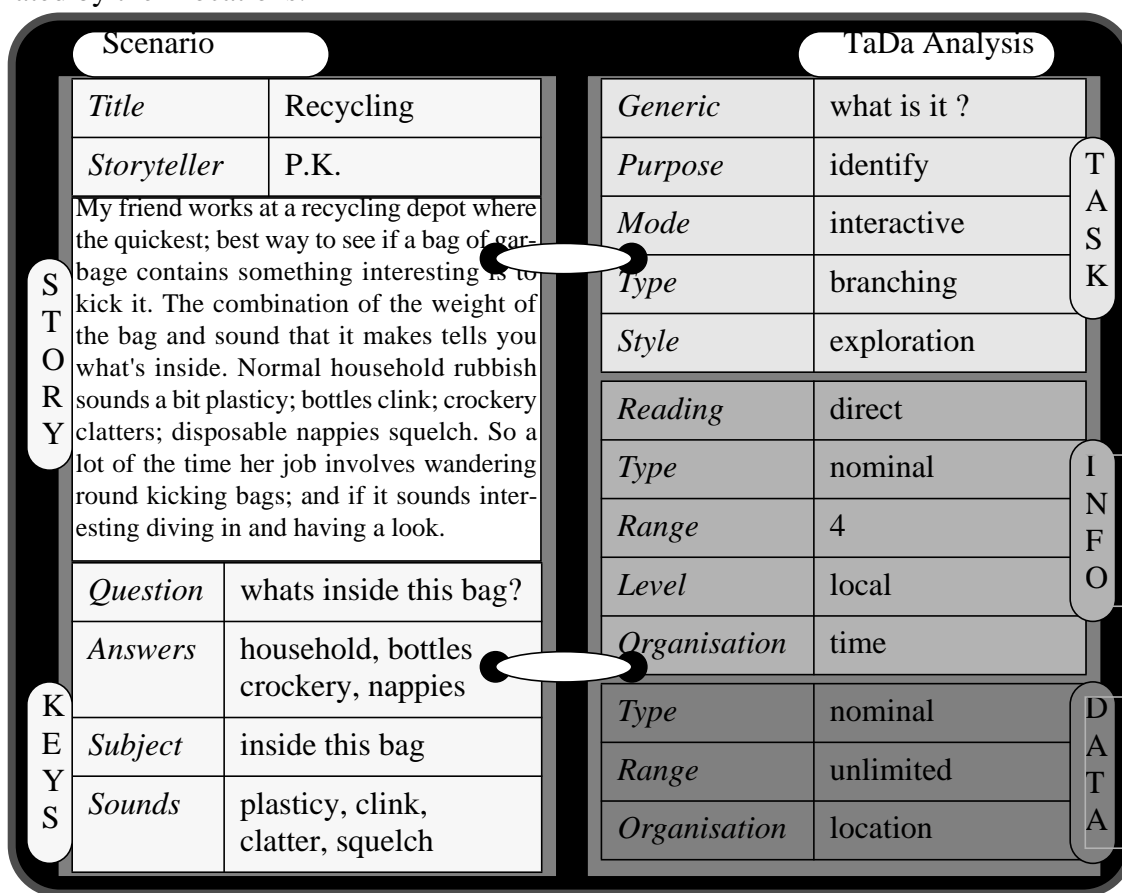 Scenario
TaDa Analysis
Title Recycling
Storyteller P.K.
My friend works at a recycling depot where
the quickest; best way to see if a bag of gar-
bage contains something interesting is to
kick it. The combination of the weight of
the bag and sound that it makes tells you
what's inside. Normal household rubbish
sounds a bit plasticy; bottles clink; crockery
clatters; disposable nappies squelch. So a
lot of the time her job involves wandering
round kicking bags; and if it sounds inter-
esting diving in and having a look.
STORY
Question whats inside this bag?
Answers household, bottles
crockery, nappies
Subject inside this bag
Sounds plasticy, clink,
clatter, squelch
KEYS
Generic what is it ?
Purpose identify
Mode interactive
Type branching
Style exploration
TASK
Reading direct
Type nominal
Range 4
Level local
Organisation time
INFO
Type nominal
Range unlimited
Organisation location
DATA